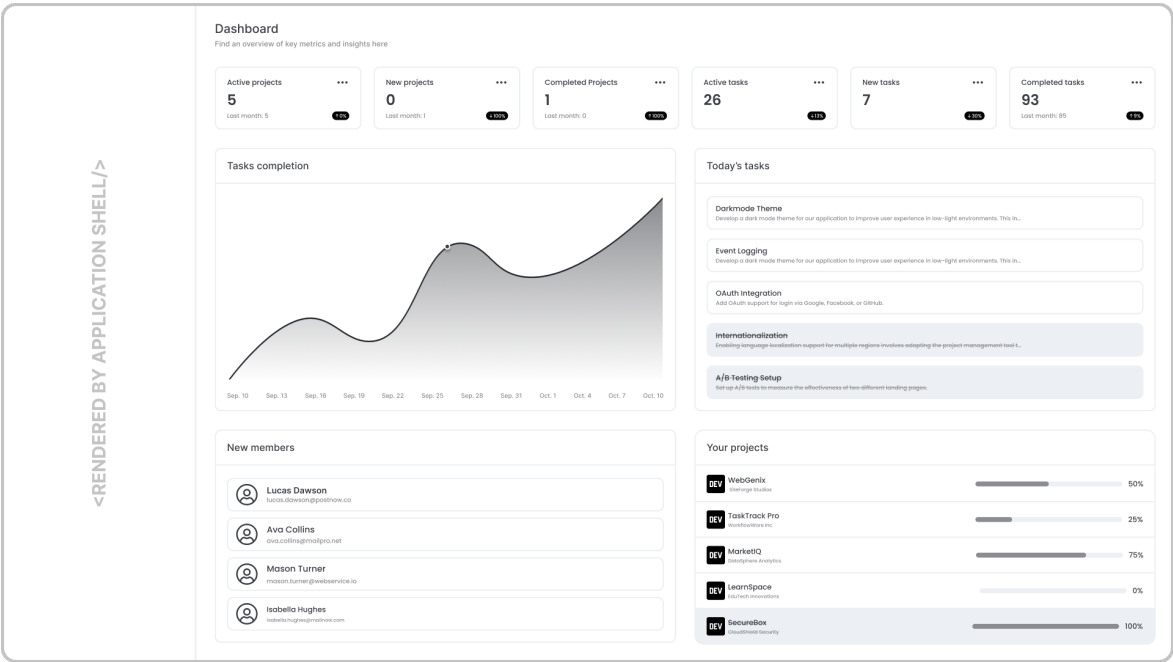 <RENDERED BY APPLICATION SHELL/>
Dashboard
Find an overview of key metrics and insights here
Active projects
5
Last month: 5
↑ 0%
New projects
0
Last month: 1
↓ 100%
Completed Projects
1
Last month: 0
↑ 100%
Active tasks
26
↓ 13%
New tasks
7
↓ 30%
Completed tasks
93
Last month: 85
↑ 9%
Tasks completion
Sep. 10 Sep. 13 Sep. 16 Sep. 19 Sep. 22 Sep. 25 Sep. 28 Sep. 31 Oct. 1 Oct. 4 Oct. 7 Oct. 10
Today's tasks
Darkmode Theme
Develop a dark mode theme for our application to improve user experience in low-light environments. This in...
Event Logging
Develop a dark mode theme for our application to improve user experience in low-light environments. This in...
OAuth Integration
Add OAuth support for login via Google, Facebook, or GitHub.
Internationalization
Enabling language localization support for multiple regions involves adapting the project management tool t...
A/B Testing Setup
Set up A/B tests to measure the effectiveness of two different landing pages.
New members
Lucas Dawson
lucas.dawson@postnow.co
Ava Collins
ava.collins@mailpro.net
Mason Turner
mason.turner@webservice.io
Isabella Hughes
isabella.hughes@mailnow.com
Your projects
DEV WebGenix
SiteForge Studios
50%
DEV TaskTrack Pro
WorkflowWare Inc
25%
DEV MarketIQ
DataSphere Analytics
75%
DEV LearnSpace
EduTech Innovations
0%
DEV SecureBox
CloudShield Security
100%